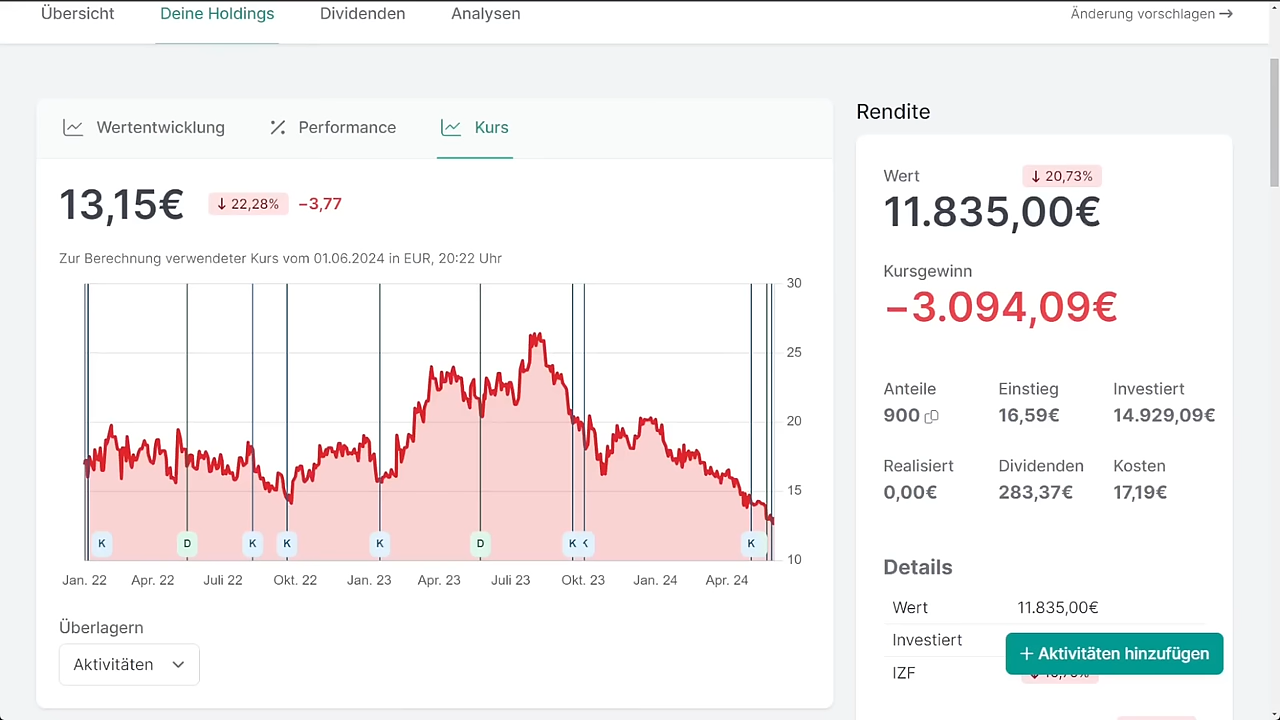 Übersicht Deine Holdings Dividenden Analysen Änderung vorschlagen →
Wertentwicklung Performance Kurs
13,15€ ↓ 22,28% −3,77
Zur Berechnung verwendeter Kurs vom 01.06.2024 in EUR, 20:22 Uhr
30
25
20
15
10
K D K K K D K K K
Jan. 22 Apr. 22 Juli 22 Okt. 22 Jan. 23 Apr. 23 Juli 23 Okt. 23 Jan. 24 Apr. 24
Überlagern
Aktivitäten
Rendite
Wert ↓ 20,73%
11.835,00€
Kursgewinn
−3.094,09€
Anteile Einstieg Investiert
900 16,59€ 14.929,09€
Realisiert Dividenden Kosten
0,00€ 283,37€ 17,19€
Details
Wert 11.835,00€
Investiert
+ Aktivitäten hinzufügen
IZF